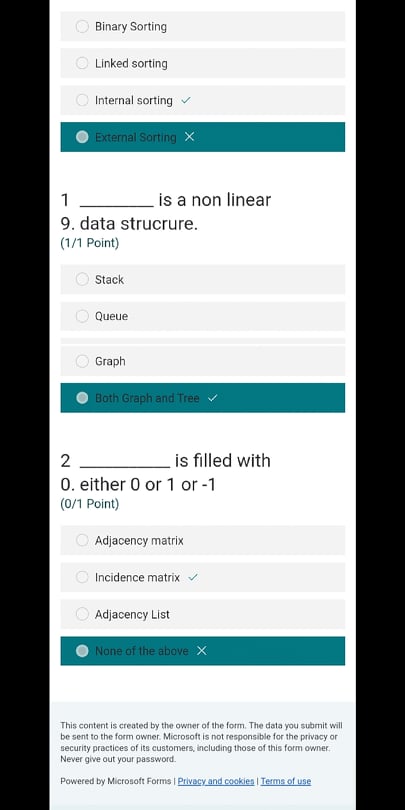 Binary Sorting
Linked sorting
Internal sorting ✓
External Sorting ✕
1 ________ is a non linear
9. data strucrure.
(1/1 Point)
Stack
Queue
Graph
Both Graph and Tree ✓
2 __________ is filled with
0. either 0 or 1 or -1
(0/1 Point)
Adjacency matrix
Incidence matrix ✓
Adjacency List
None of the above ✕
This content is created by the owner of the form. The data you submit will
be sent to the form owner. Microsoft is not responsible for the privacy or
security practices of its customers, including those of this form owner.
Never give out your password.
Powered by Microsoft Forms | Privacy and cookies | Terms of use